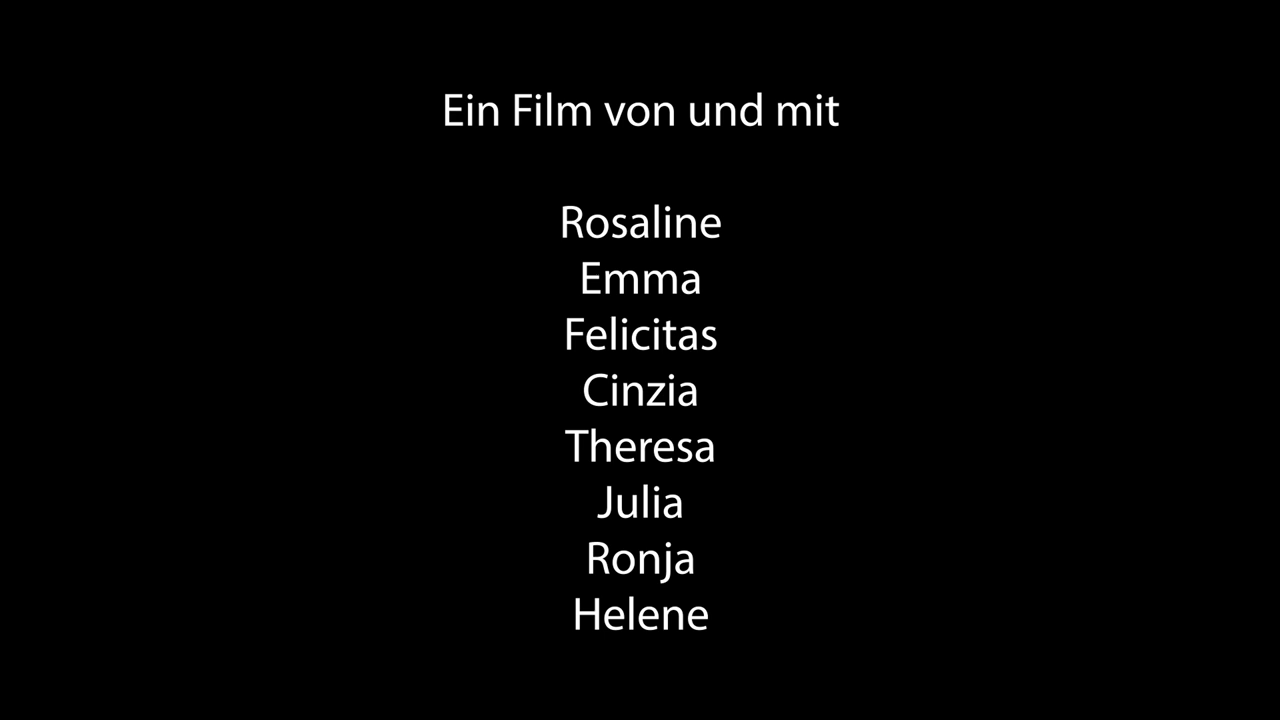 Ein Film von und mit
Rosaline
Emma
Felicitas
Cinzia
Theresa
Julia
Ronja
Helene